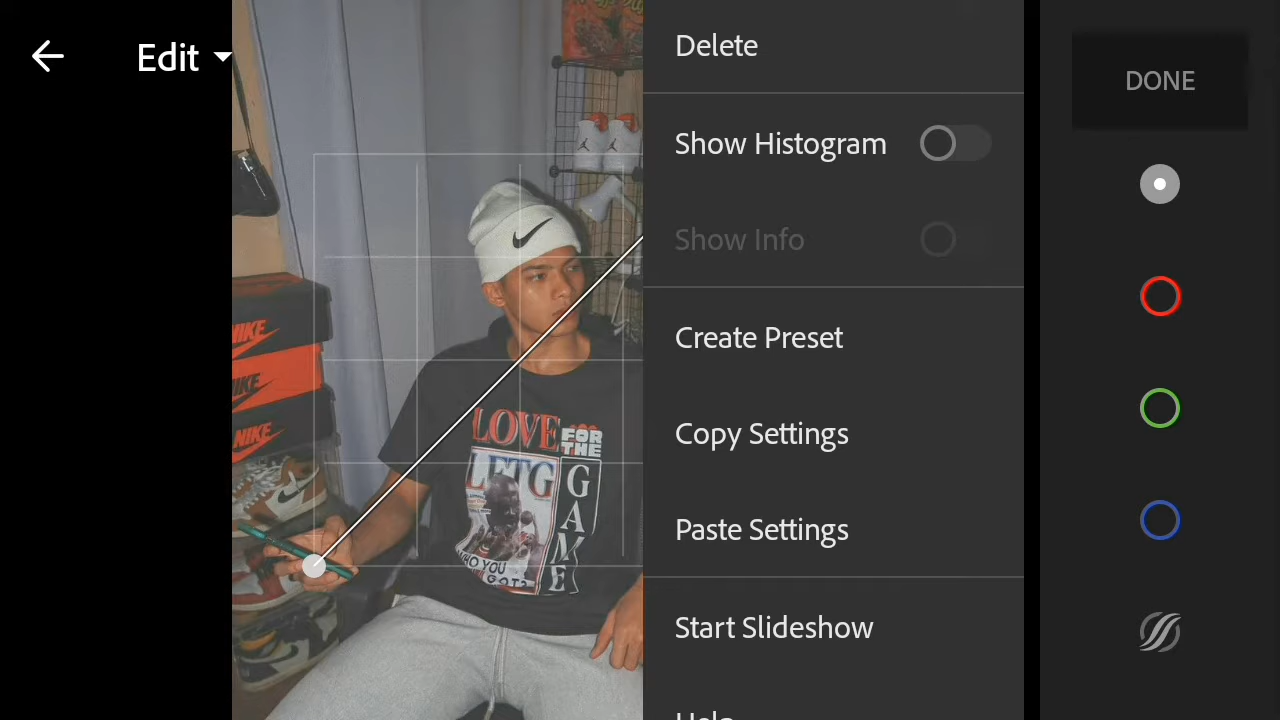 Edit
Delete
DONE
Show Histogram
Show Info
Create Preset
Copy Settings
Paste Settings
Start Slideshow
NIKE
NIKE
NIKE
LOVE FOR
THE
GAME
GOT?